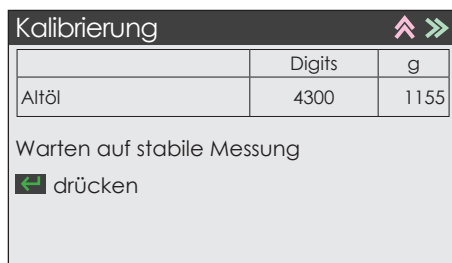 Kalibrierung
Digits g
Altöl 4300 1155
Warten auf stabile Messung
drücken